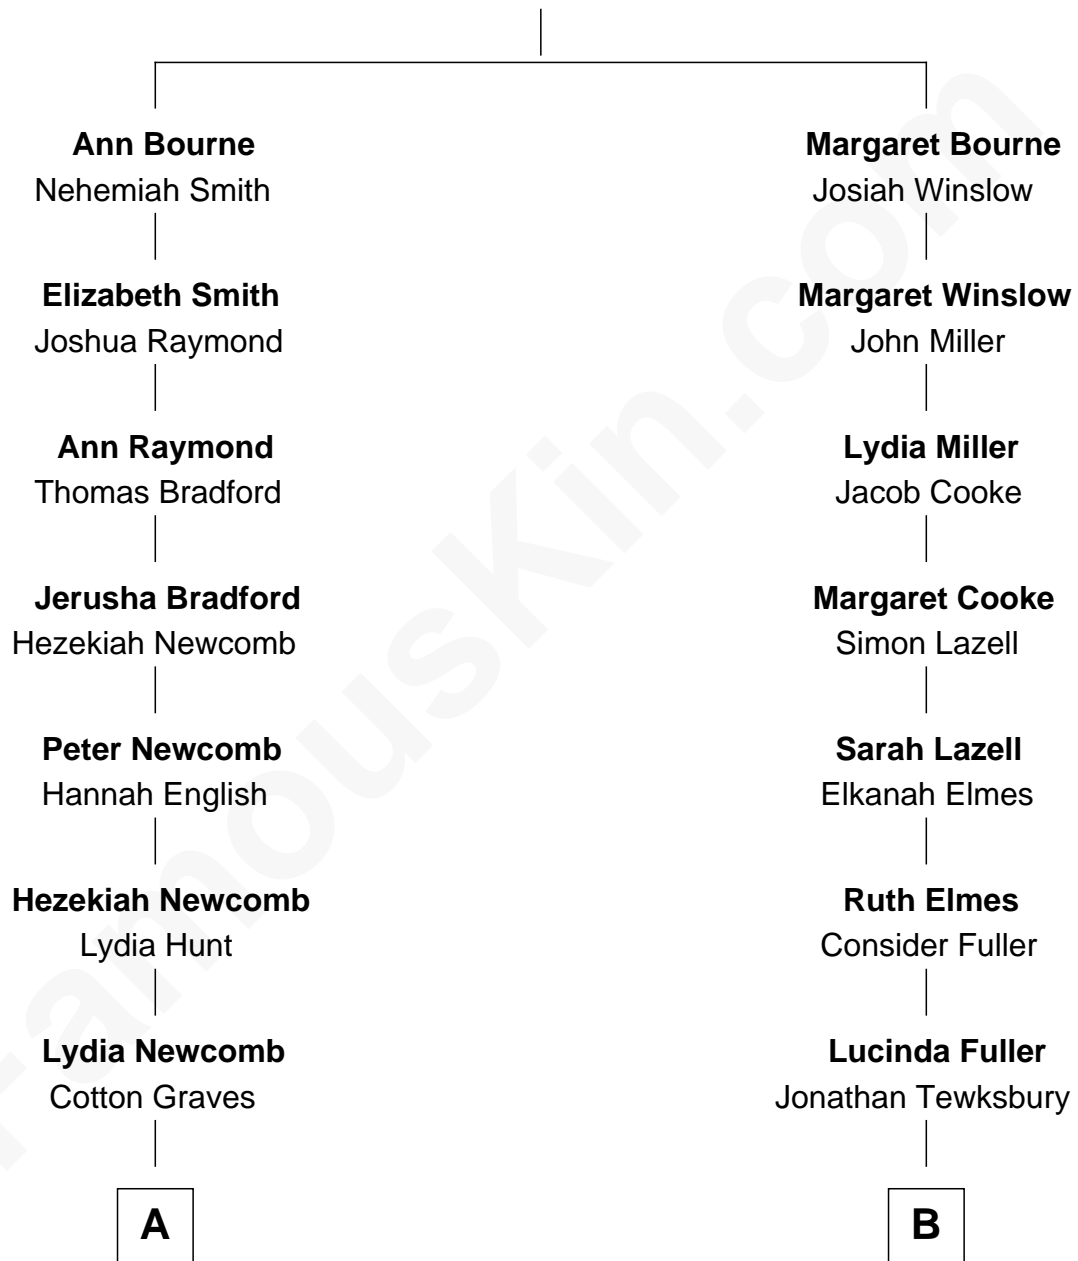 Ann Bourne
Nehemiah Smith
Elizabeth Smith
Joshua Raymond
Ann Raymond
Thomas Bradford
Jerusha Bradford
Hezekiah Newcomb
Peter Newcomb
Hannah English
Hezekiah Newcomb
Lydia Hunt
Lydia Newcomb
Cotton Graves
A
Margaret Bourne
Josiah Winslow
Margaret Winslow
John Miller
Lydia Miller
Jacob Cooke
Margaret Cooke
Simon Lazell
Sarah Lazell
Elkanah Elmes
Ruth Elmes
Consider Fuller
Lucinda Fuller
Jonathan Tewksbury
B
FamousKin.com